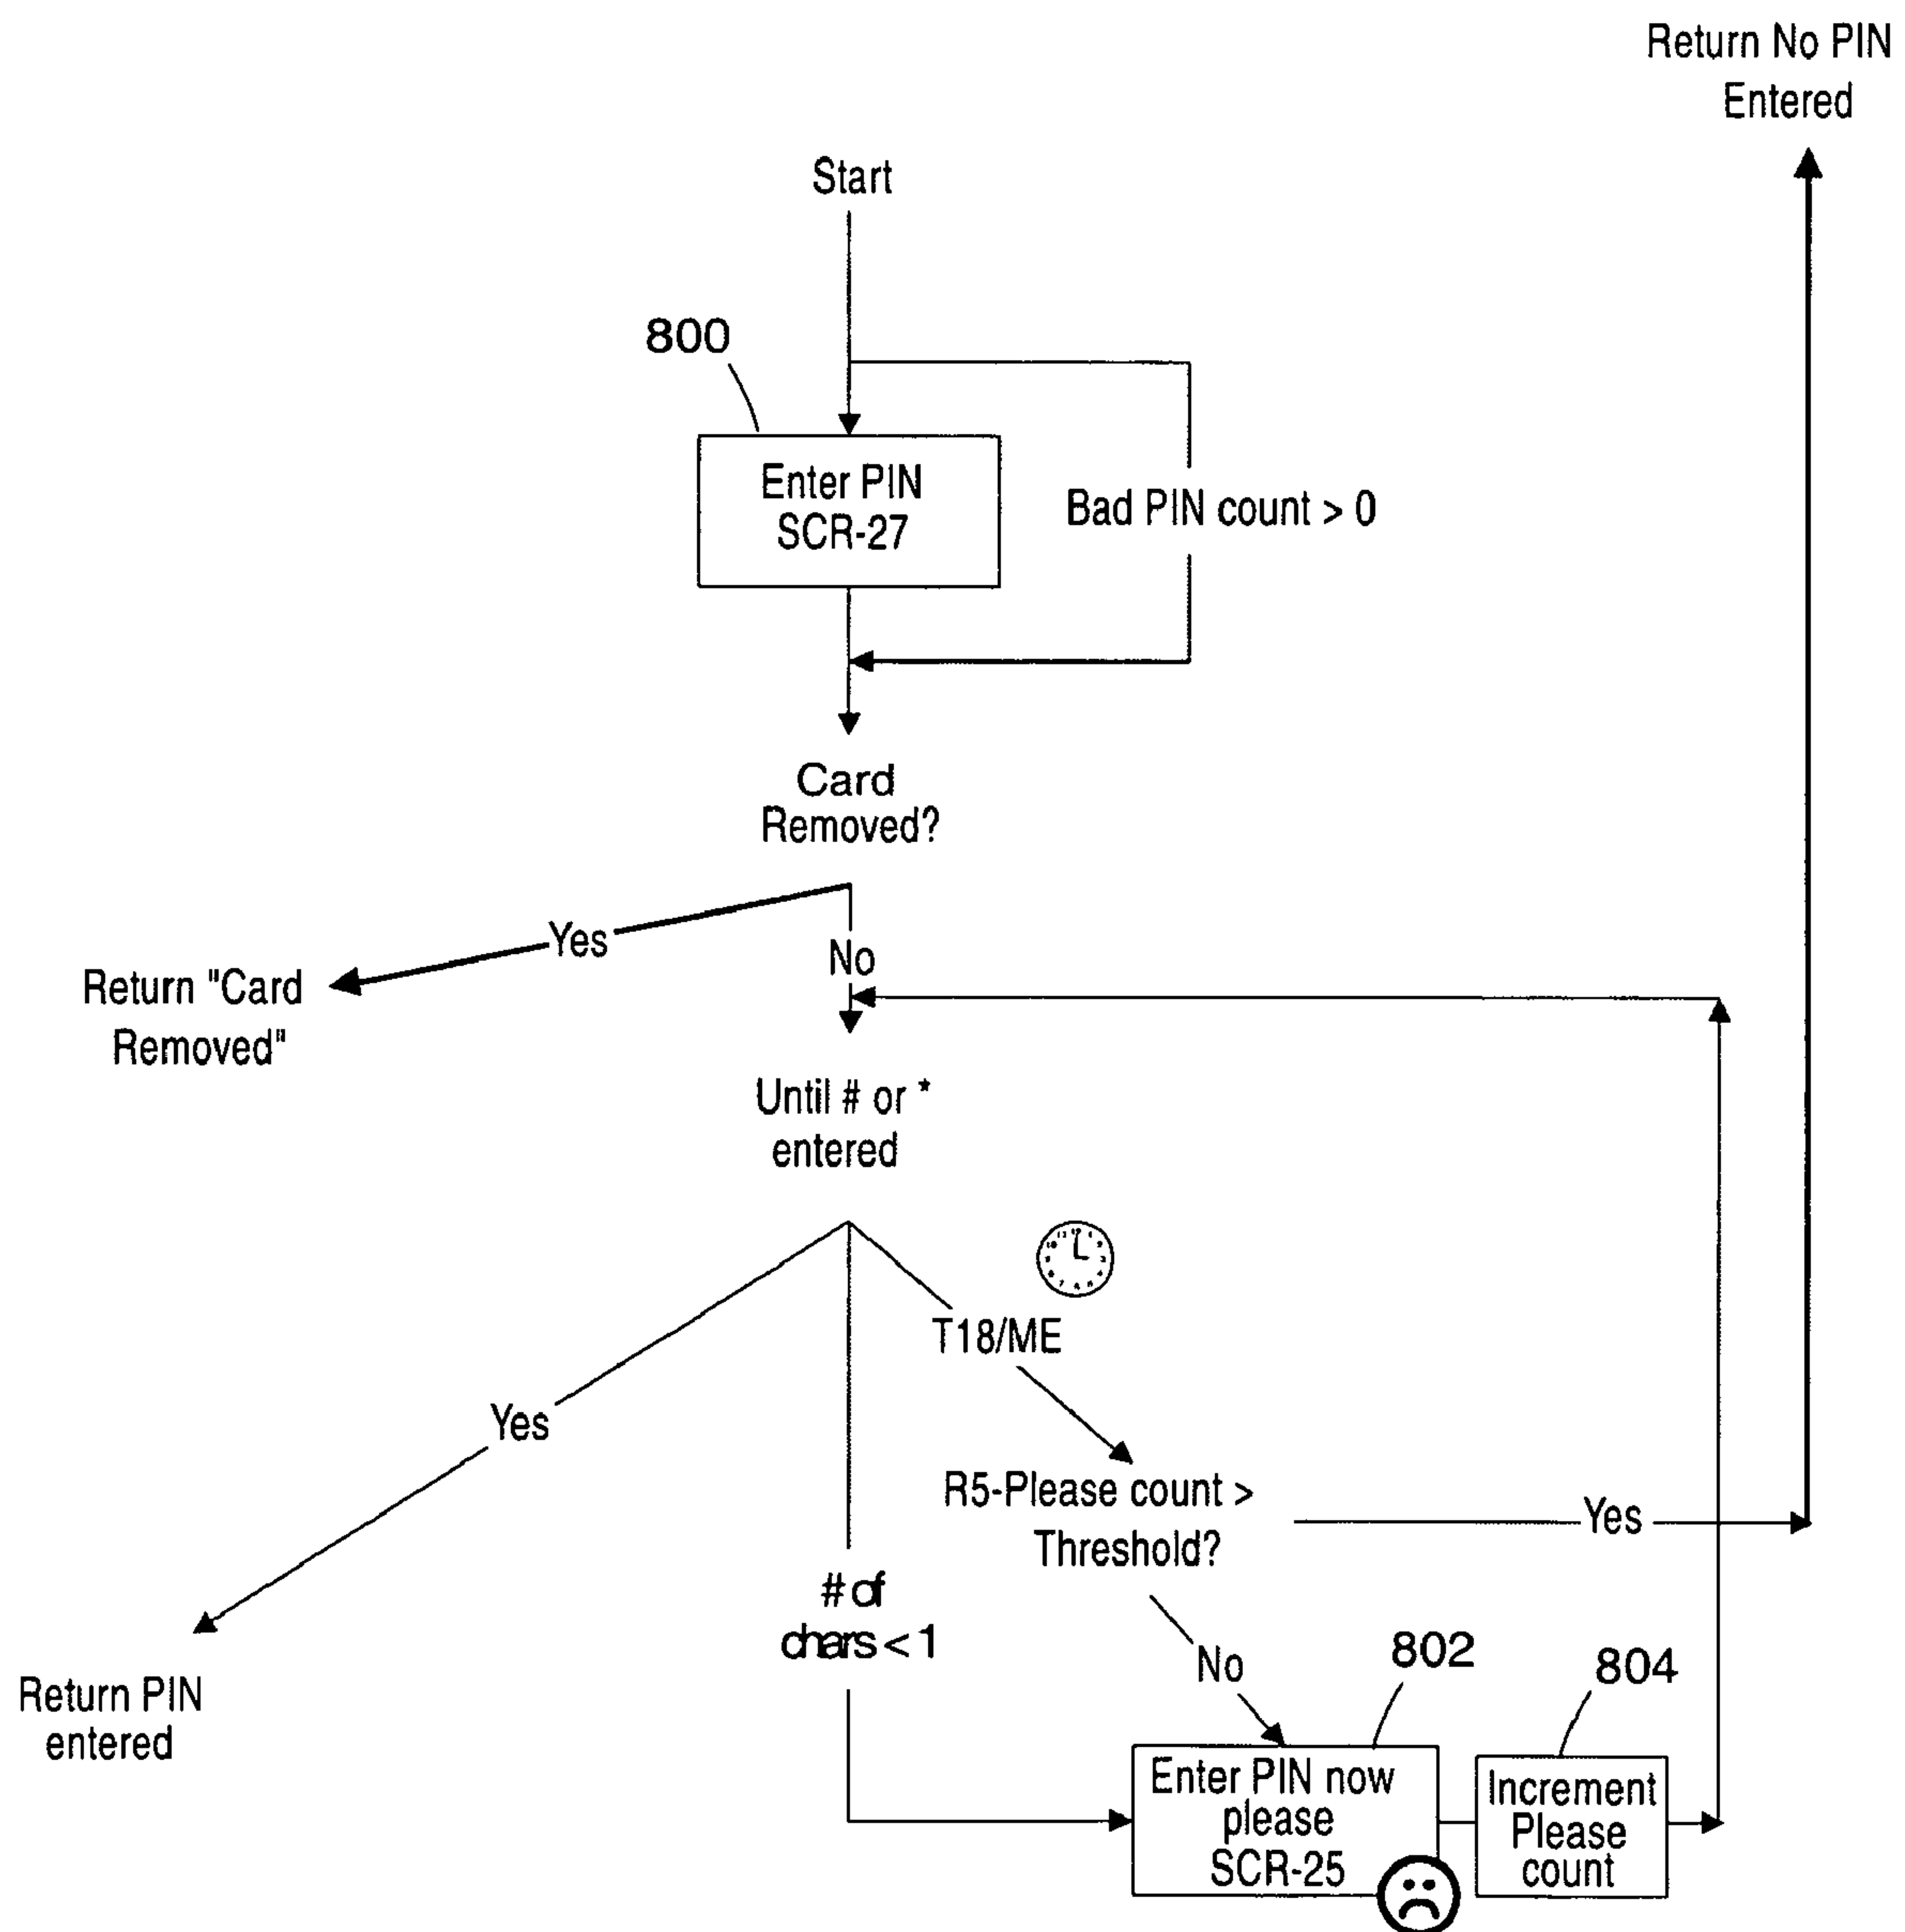 Return No PIN
Entered
Start
800
Enter PIN
SCR-27
Bad PIN count > 0
Card
Removed?
Yes
No
Return "Card
Removed"
Until # or *
entered
T18/ME
Yes
R5-Please count >
Threshold?
Yes
# of
chars < 1
No
802
804
Return PIN
entered
Enter PIN now
please
SCR-25
Increment
Please
count